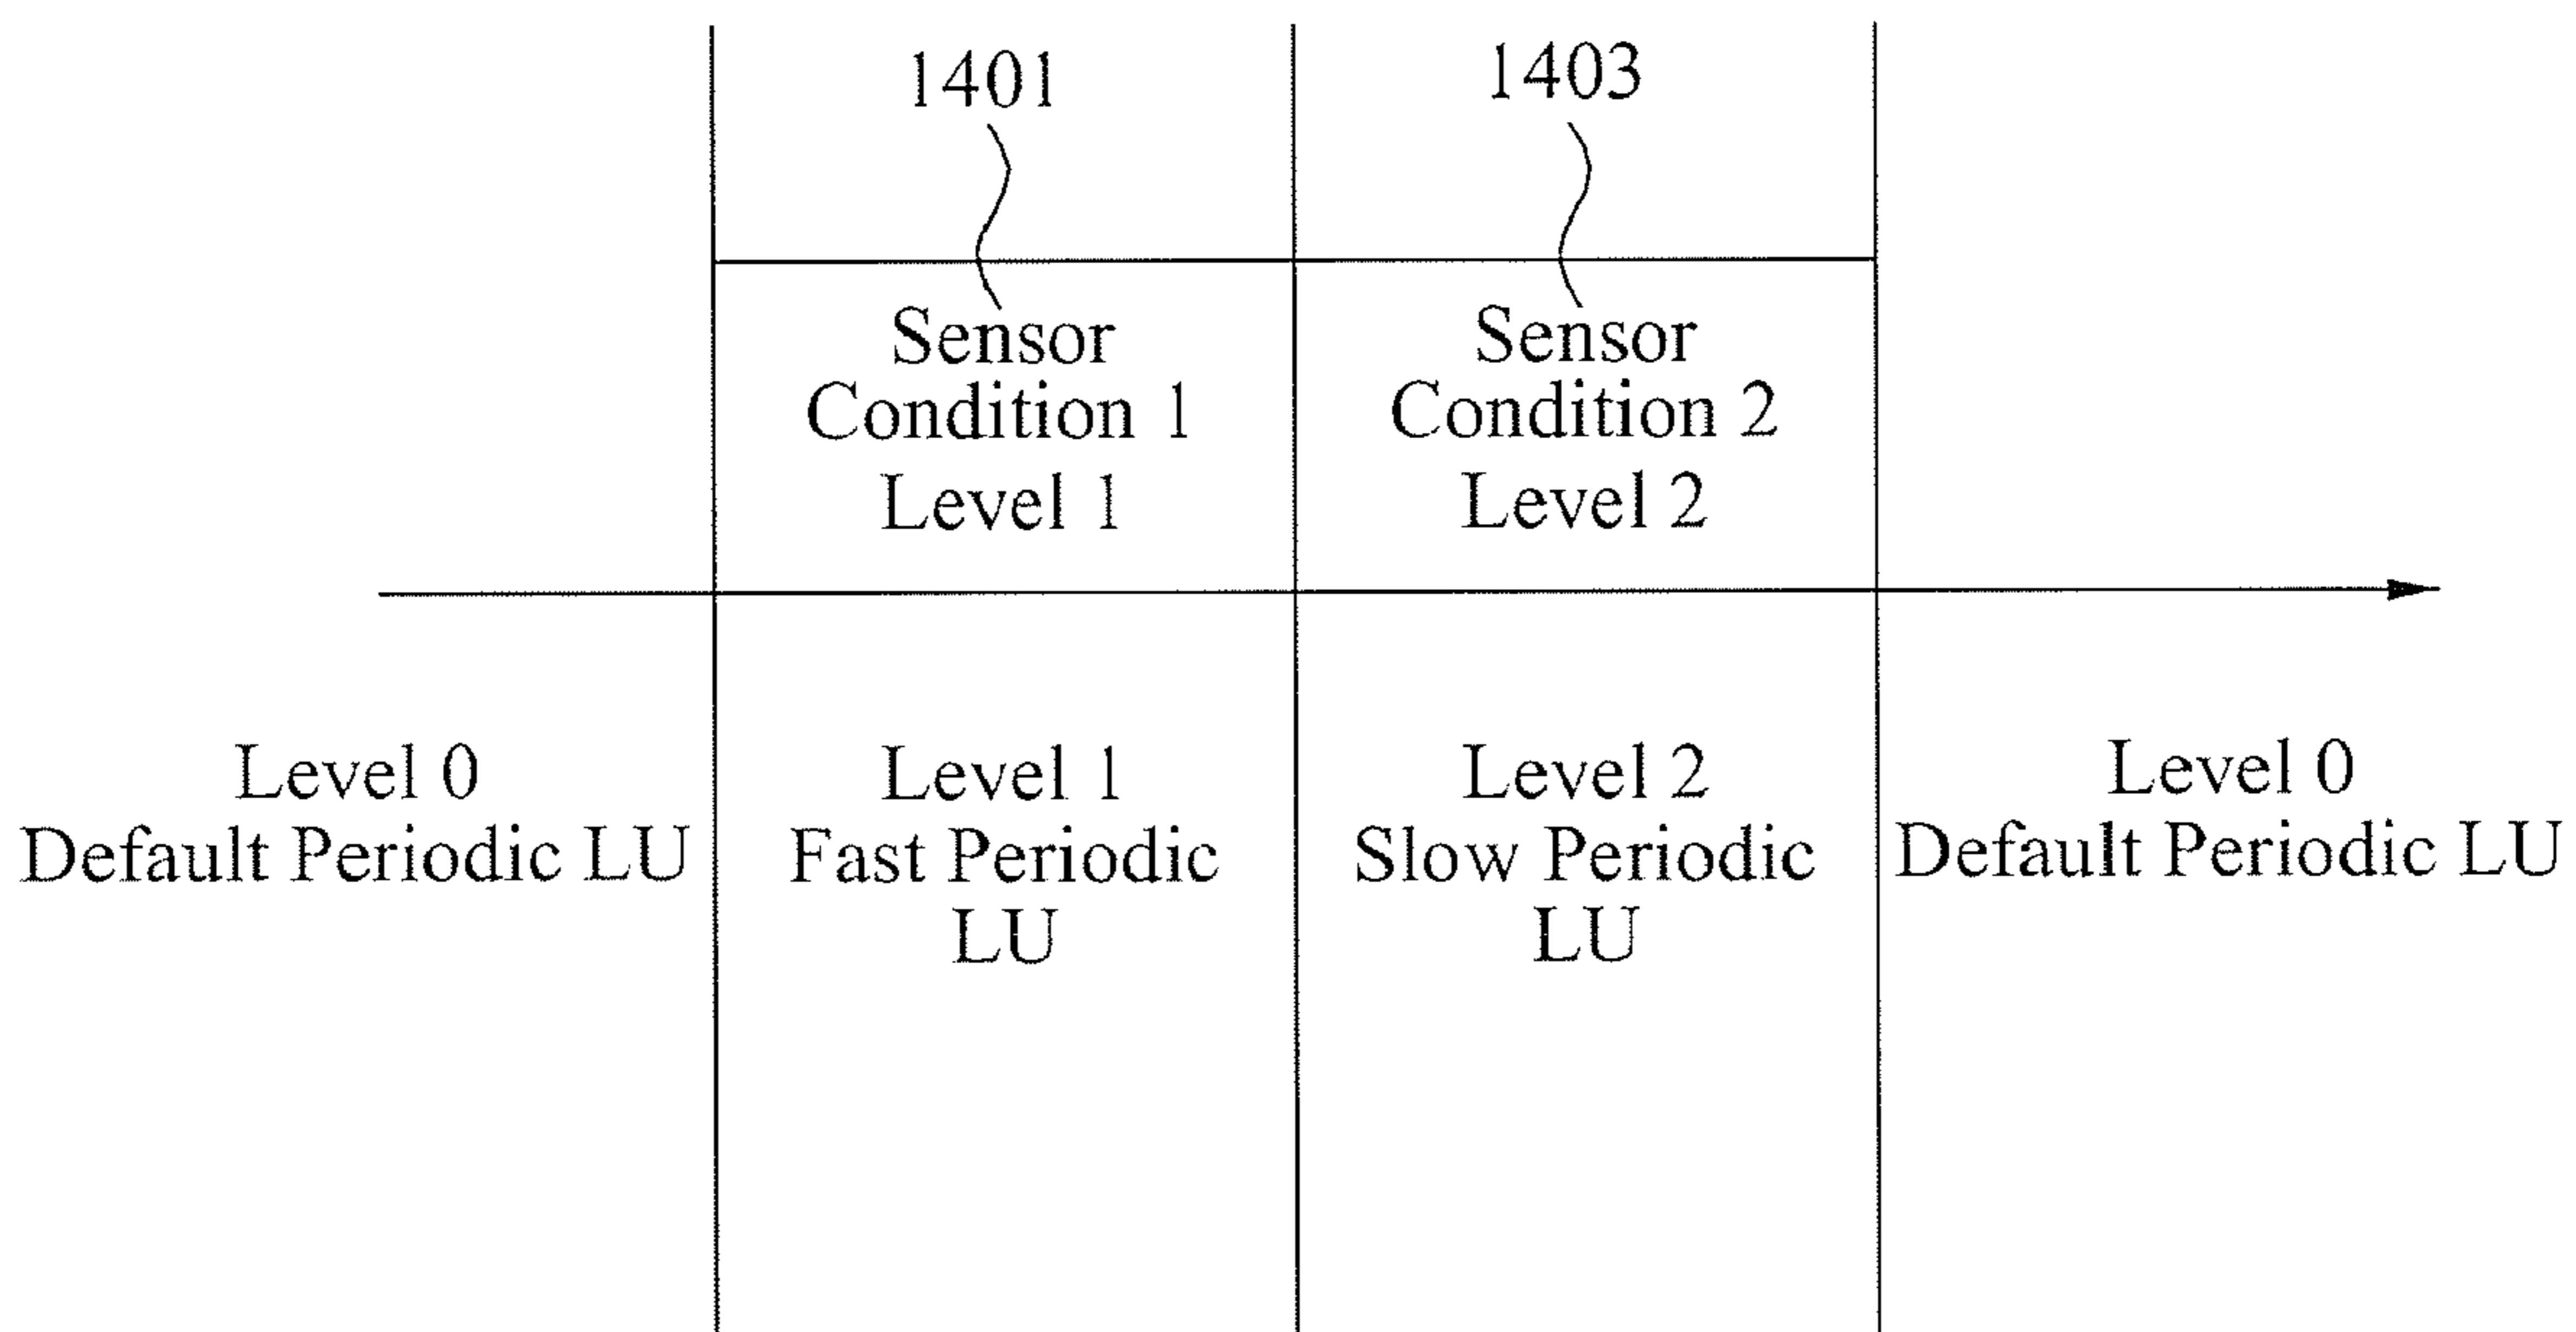 1401
1403
Sensor
Condition 1
Level 1
Sensor
Condition 2
Level 2
Level 0
Default Periodic LU
Level 1
Fast Periodic
LU
Level 2
Slow Periodic
LU
Level 0
Default Periodic LU